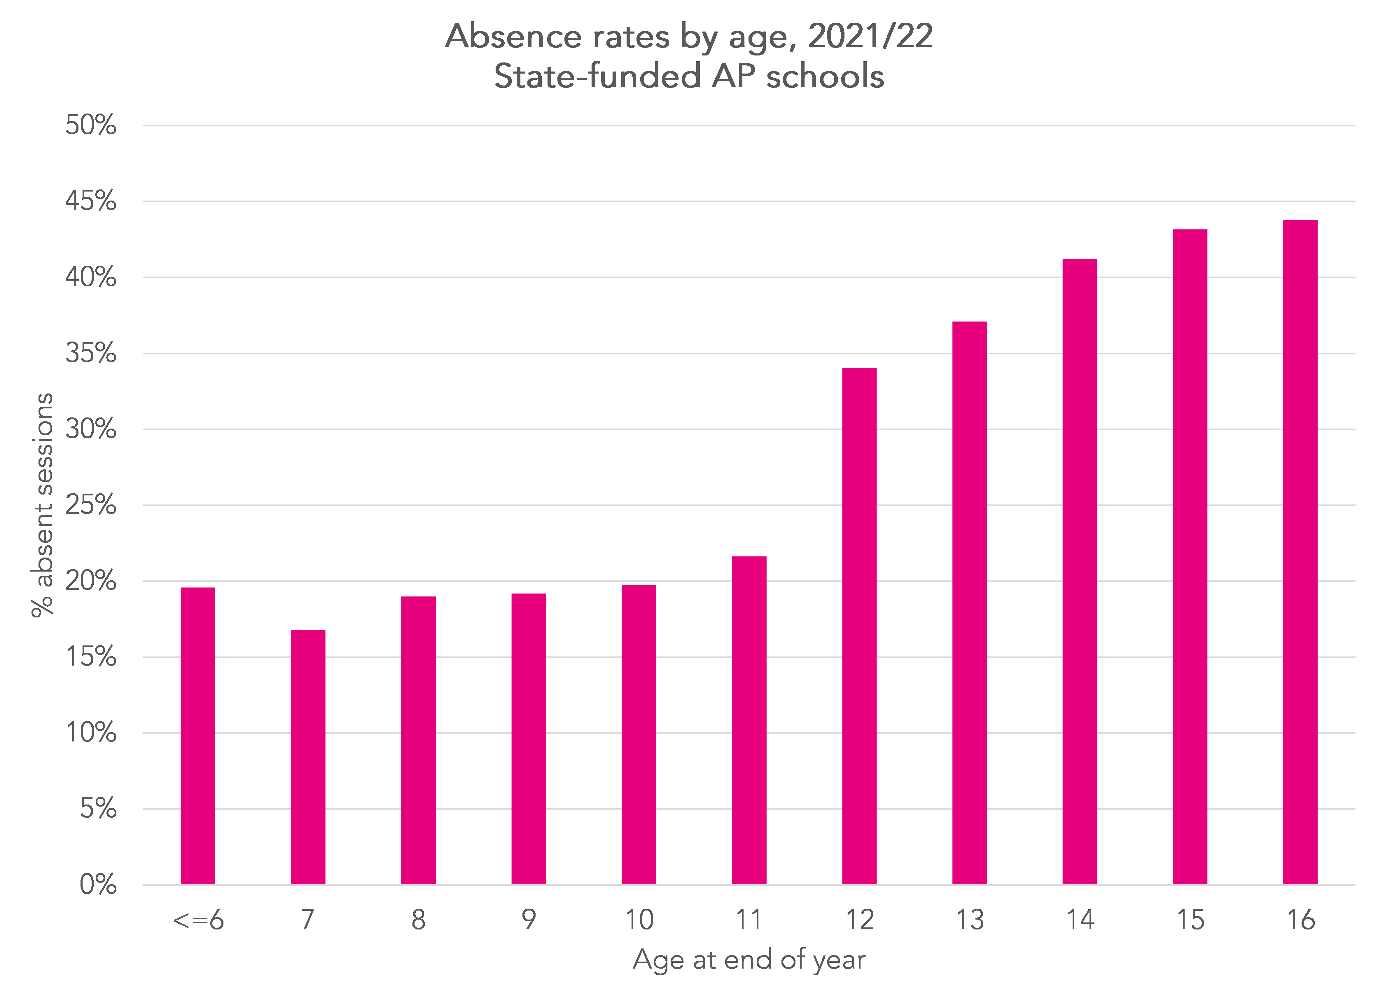 Absence rates by age, 2021/22
State-funded AP schools
50%
45%
40%
35%
30%
25%
20%
15%
10%
5%
0%
% absent sessions
<=6 7 8 9 10 11 12 13 14 15 16
Age at end of year